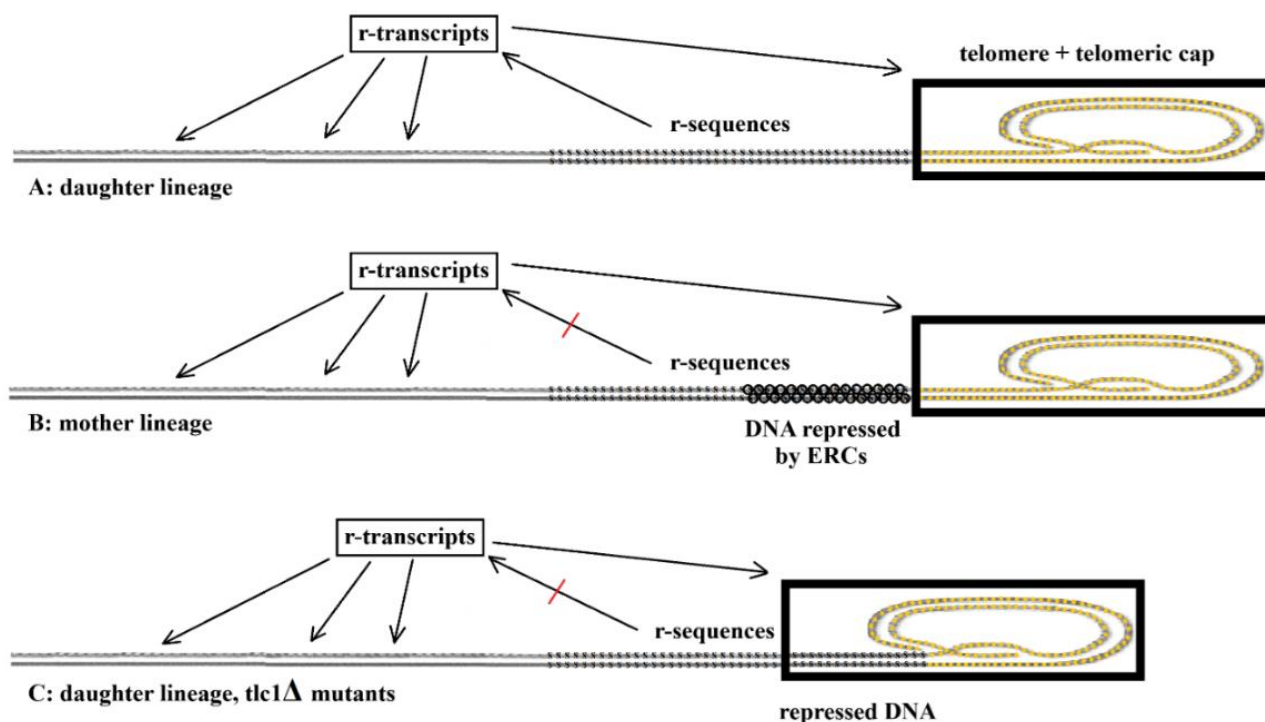 r-transcripts
telomere + telomeric cap
r-sequences
A: daughter lineage
r-transcripts
r-sequences
B: mother lineage
DNA repressed
by ERCs
r-transcripts
r-sequences
C: daughter lineage, tlc1Δ mutants
repressed DNA